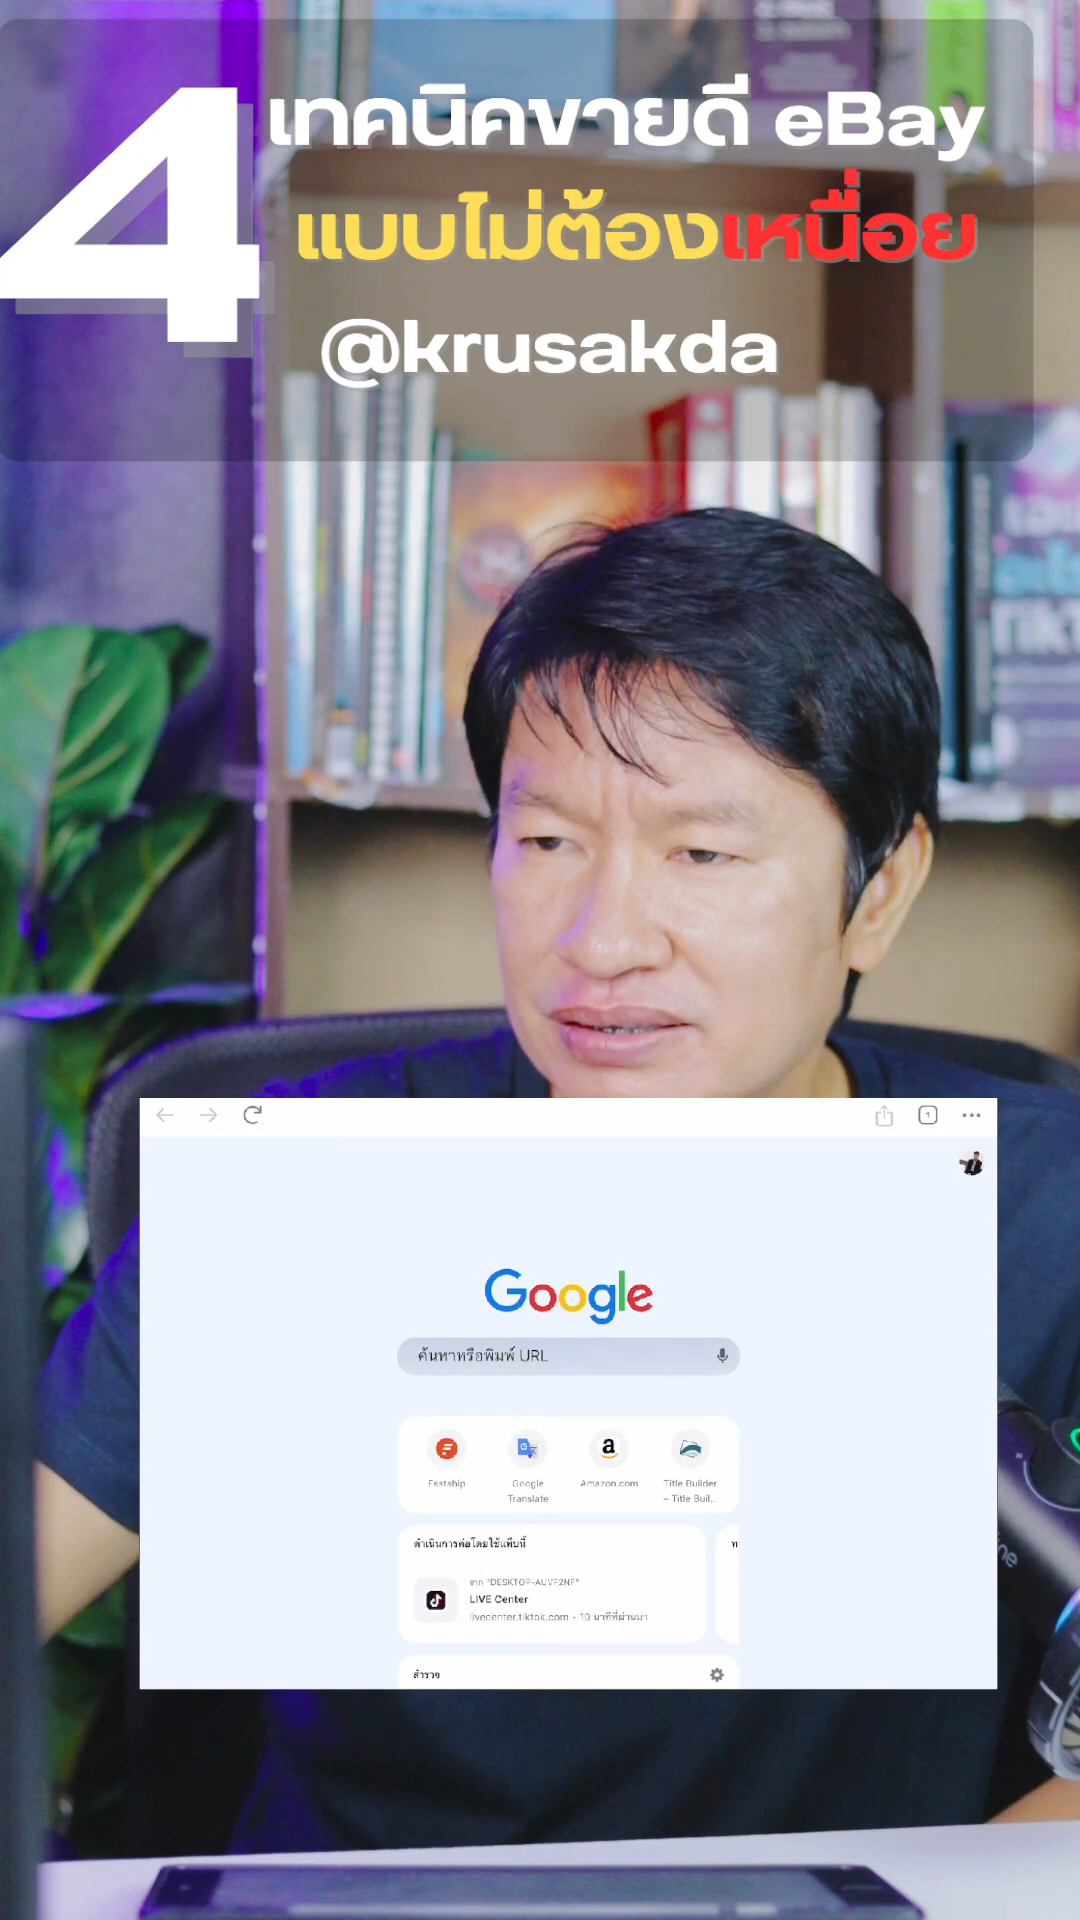 4
เทคนิคขายดี eBay
แบบไม่ต้องเหนื่อย
@krusakda
1
Google
ค้นหาหรือพิมพ์ URL
Fastship
Google Translate
Amazon.com
Title Builder – Title Buil...
ดำเนินการต่อโดยใช้แท็บนี้
จาก "DESKTOP-AUVF2NF"
LIVE Center
livecenter.tiktok.com • 10 นาทีที่ผ่านมา
สำรวจ